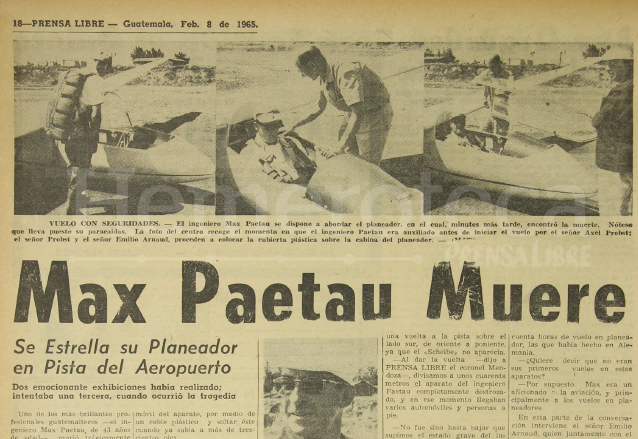 18—PRENSA LIBRE — Guatemala, Feb. 8 de 1965.
Hemeroteca
PRENSA LIBRE
VUELO CON SEGURIDADES. — El ingeniero Max Paetau se dispone a abordar el planeador, en el cual, minutos más tarde, encontró la muerte. Nótese
que lleva puesto su paracaídas. La foto del centro recoge el momento en que el ingeniero Paetau era auxiliado antes de iniciar el vuelo por el señor Axel Probst;
el señor Probst y el señor Emilio Arnaud, proceden a colocar la cubierta plástica sobre la cabina del planeador. —
Max Paetau Muere
Se Estrella su Planeador
en Pista del Aeropuerto
Dos emocionante exhibiciones había realizado;
intentaba una tercera, cuando ocurrió la tragedia
Uno de los más brillantes pro-
fesionales guatemaltecos —el in-
geniero Max Paetau, de 43 años
móvil del aparato, por medio de
un cable plástico y soltar éste
cuando ya subía a más de tres-
una vuelta a la pista sobre el
lado sur, de oriente a poniente,
ya que el «Scheibe» no aparecía.
—Al dar la vuelta —dijo a
PRENSA LIBRE el coronel Men-
doza—, divisamos a unos cuarenta
metros el aparato del ingeniero
Paetau completamente destroza-
do, y en ese momento llegaban
varios automóviles y personas a
pie.
—No fue sino hasta que
supimos el estado grave del in-
cuenta horas de vuelo en planea-
dor, las que había hecho en Ale-
mania.
—¿Quiere decir que no eran
sus primeros vuelos en estos
aparatos?
—Por supuesto. Max era un
aficionado a la aviación, y prin-
cipalmente a los vuelos en pla-
neadores.
En esta parte de la conversa-
ción interviene el señor Emilio
Arnaud, quien juntamente con el